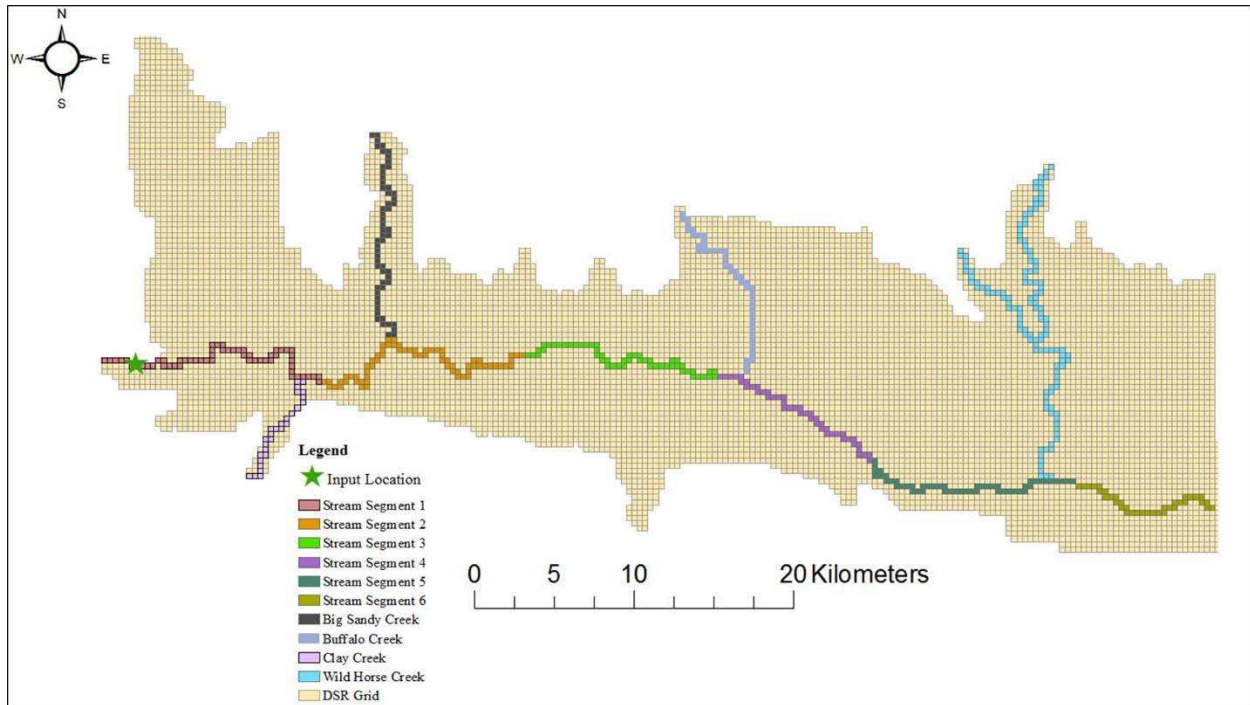 N
W E
S
Legend
Input Location
Stream Segment 1
Stream Segment 2
Stream Segment 3
Stream Segment 4
Stream Segment 5
Stream Segment 6
Big Sandy Creek
Buffalo Creek
Clay Creek
Wild Horse Creek
DSR Grid
0 5 10 20 Kilometers